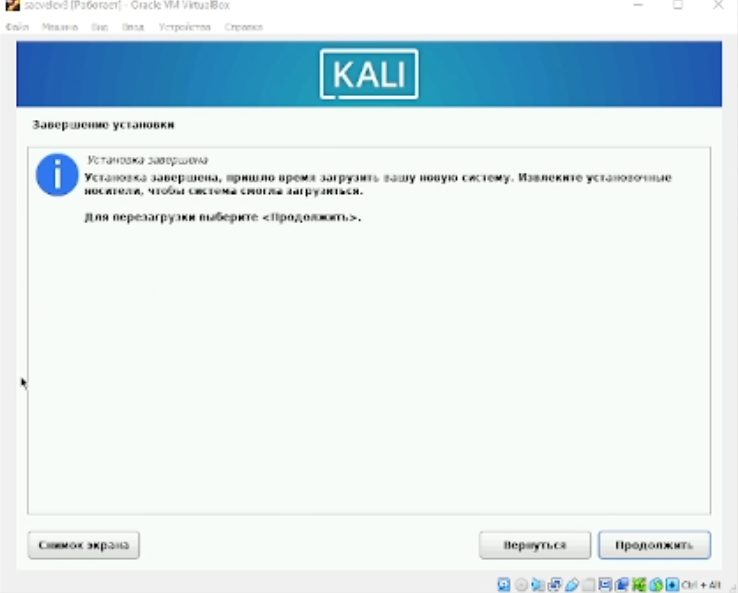 sacvelev3 [Работает] - Oracle VM VirtualBox
Файл Машина Вид Ввод Устройства Справка
KALI
Завершение установки
Установка завершена
Установка завершена, пришло время загрузить вашу новую систему. Извлеките установочные
носители, чтобы система смогла загрузиться.
Для перезагрузки выберите <Продолжить>.
Снимок экрана Вернуться Продолжить
Ctrl + Alt